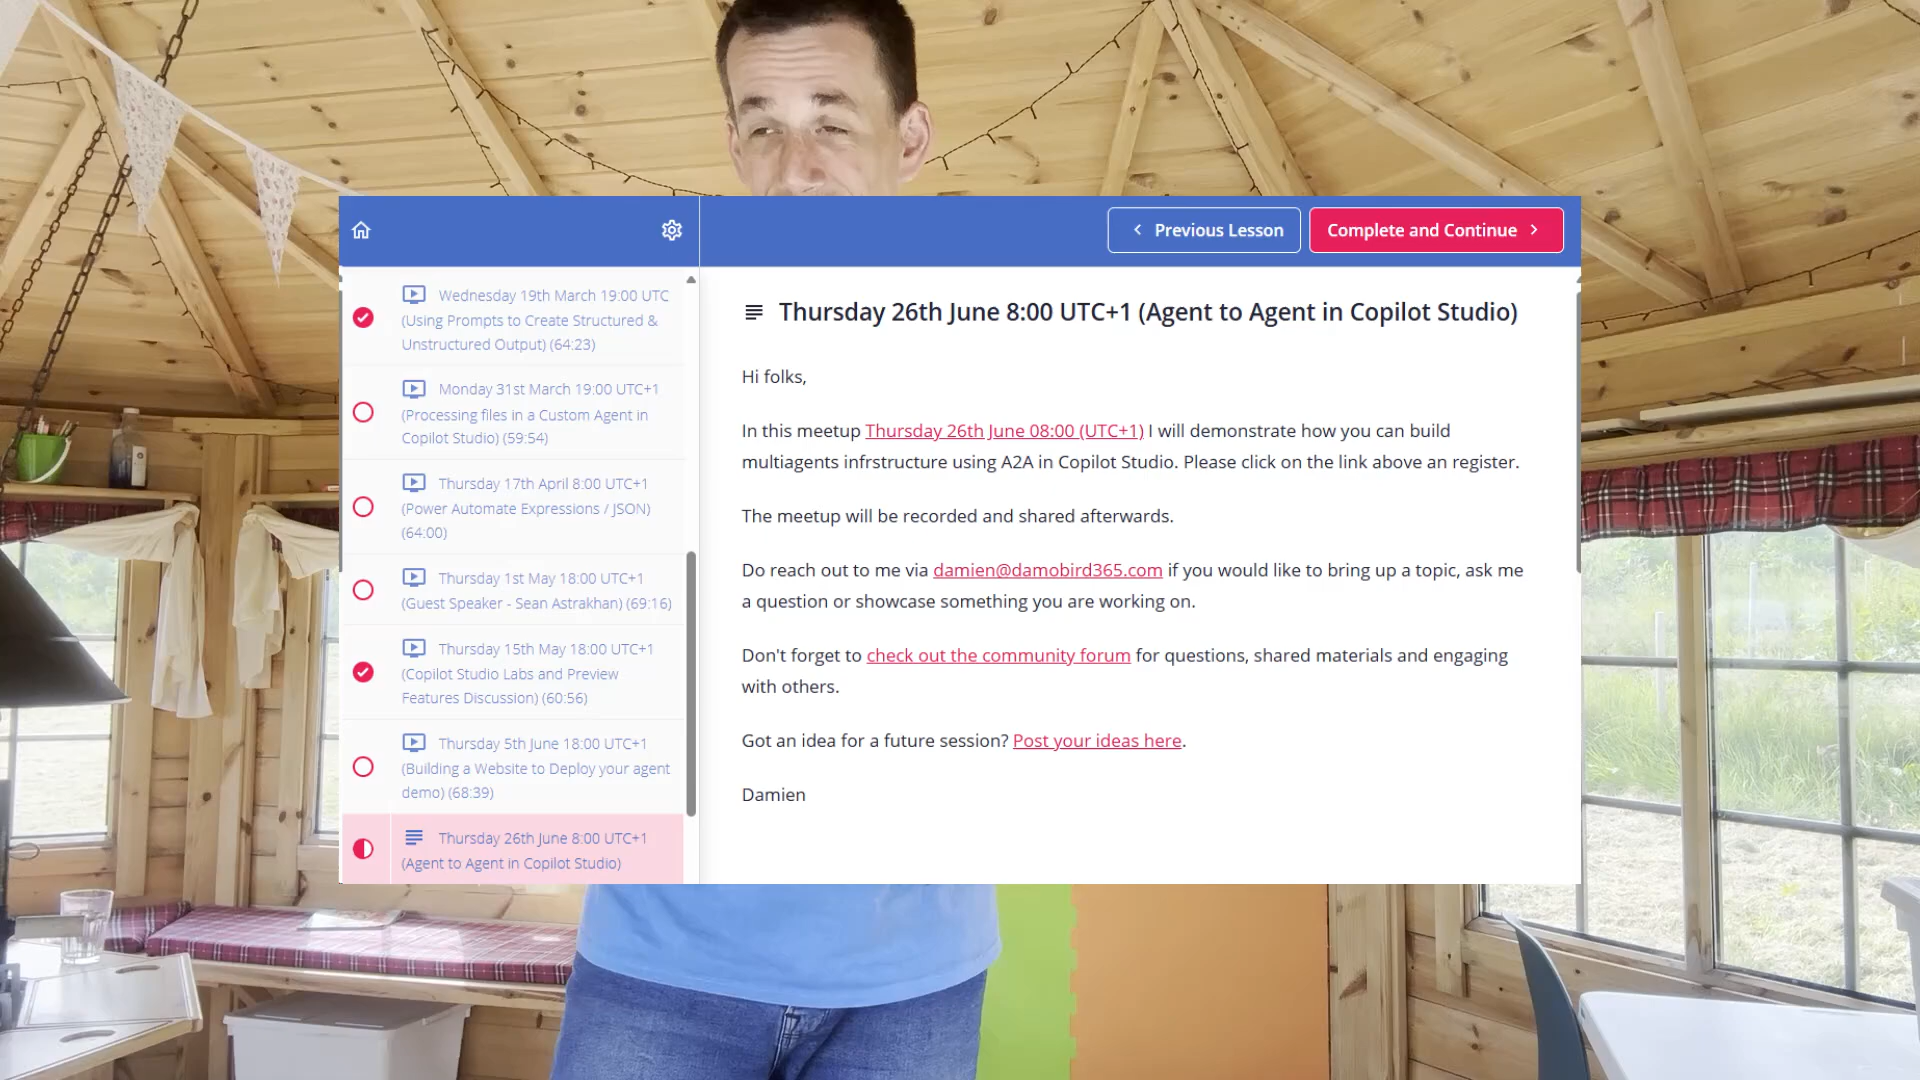 Previous Lesson
Complete and Continue
Wednesday 19th March 19:00 UTC
(Using Prompts to Create Structured &
Unstructured Output) (64:23)
Monday 31st March 19:00 UTC+1
(Processing files in a Custom Agent in
Copilot Studio) (59:54)
Thursday 17th April 8:00 UTC+1
(Power Automate Expressions / JSON)
(64:00)
Thursday 1st May 18:00 UTC+1
(Guest Speaker - Sean Astrakhan) (69:16)
Thursday 15th May 18:00 UTC+1
(Copilot Studio Labs and Preview
Features Discussion) (60:56)
Thursday 5th June 18:00 UTC+1
(Building a Website to Deploy your agent
demo) (68:39)
Thursday 26th June 8:00 UTC+1
(Agent to Agent in Copilot Studio)
Thursday 26th June 8:00 UTC+1 (Agent to Agent in Copilot Studio)
Hi folks,
In this meetup Thursday 26th June 08:00 (UTC+1) I will demonstrate how you can build
multiagents infrstructure using A2A in Copilot Studio. Please click on the link above an register.
The meetup will be recorded and shared afterwards.
Do reach out to me via damien@damobird365.com if you would like to bring up a topic, ask me
a question or showcase something you are working on.
Don't forget to check out the community forum for questions, shared materials and engaging
with others.
Got an idea for a future session? Post your ideas here.
Damien